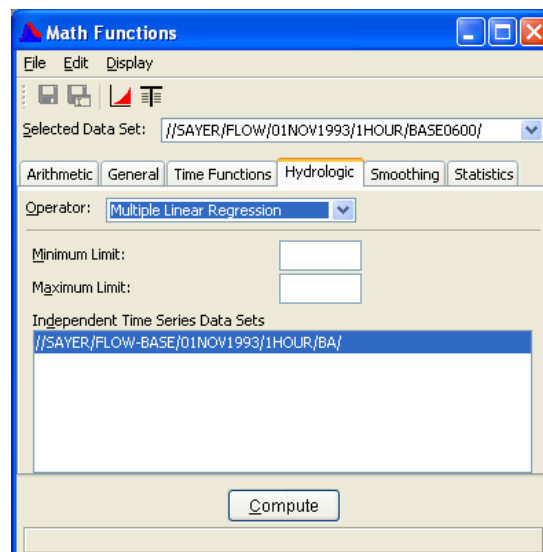 Math Functions
File Edit Display
Selected Data Set: //SAYER/FLOW/01NOV1993/1HOUR/BASE0600/
Arithmetic General Time Functions Hydrologic Smoothing Statistics
Operator: Multiple Linear Regression
Minimum Limit:
Maximum Limit:
Independent Time Series Data Sets
//SAYER/FLOW-BASE/01NOV1993/1HOUR/BA/
Compute